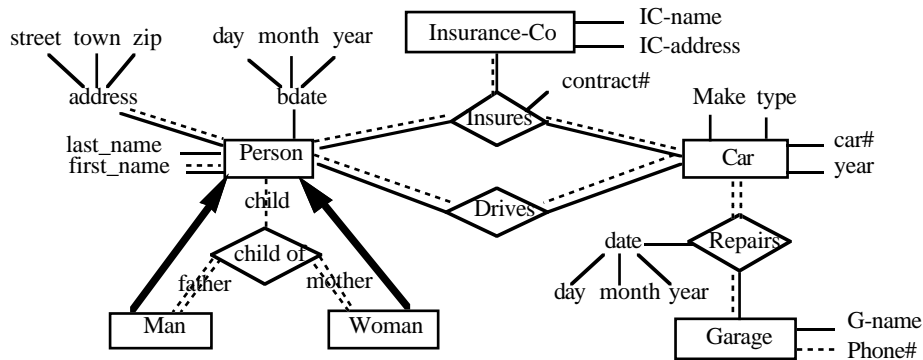 IC-name
Insurance-Co
IC-address
street town zip
day month year
contract#
address
bdate
Make type
Insures
last_name
Person
Car
car#
first_name
year
child
Drives
child of
date
Repairs
father
mother
day month year
Man
Woman
Garage
G-name
Phone#